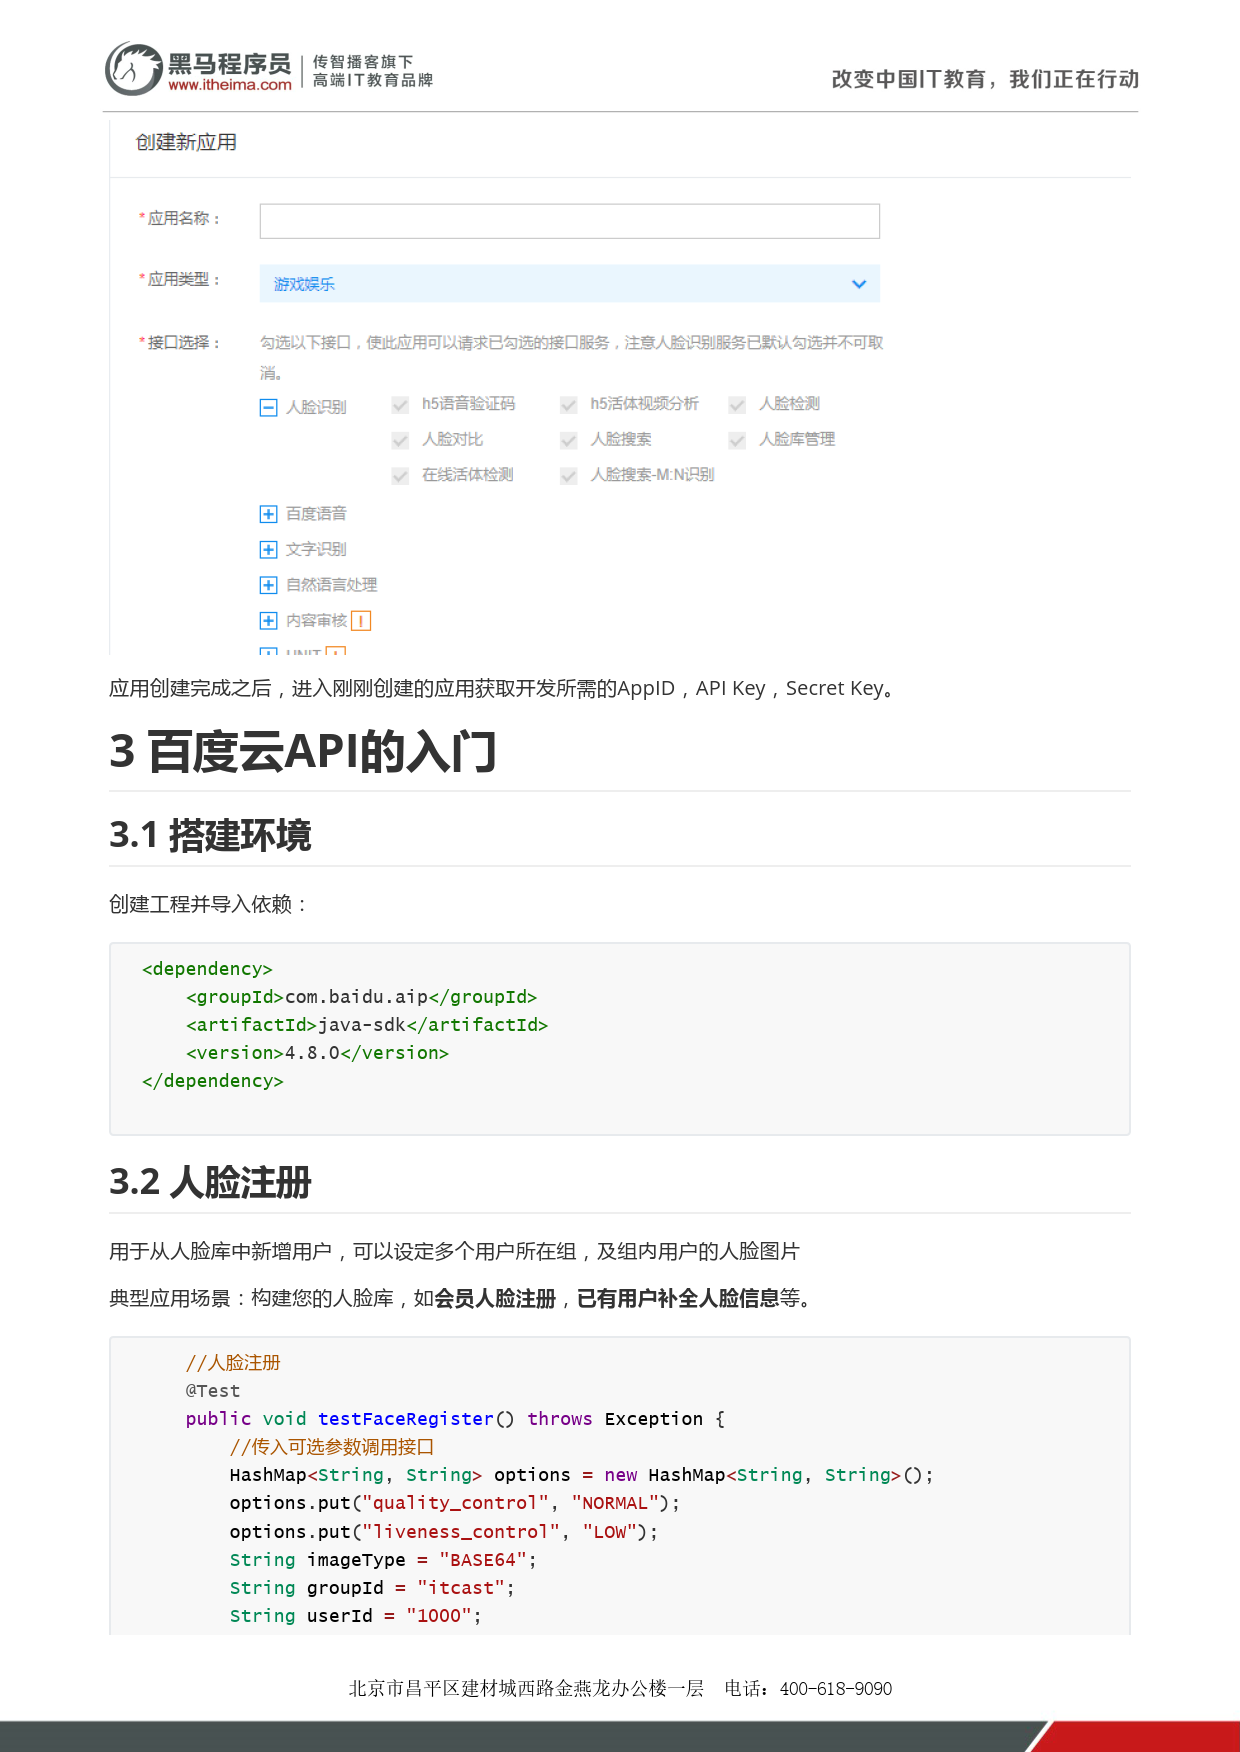 黑马程序员
www.itheima.com
传智播客旗下
高端IT教育品牌
改变中国IT教育，我们正在行动
创建新应用
*应用名称：
*应用类型：
游戏娱乐
*接口选择：
勾选以下接口，使此应用可以请求已勾选的接口服务，注意人脸识别服务已默认勾选并不可取
消。
人脸识别 h5语音验证码 h5活体视频分析 人脸检测
人脸对比 人脸搜索 人脸库管理
在线活体检测 人脸搜索-M:N识别
百度语音
文字识别
自然语言处理
内容审核
UNIT
应用创建完成之后，进入刚刚创建的应用获取开发所需的AppID，API Key，Secret Key。
3 百度云API的入门
3.1 搭建环境
创建工程并导入依赖：
<dependency>
    <groupId>com.baidu.aip</groupId>
    <artifactId>java-sdk</artifactId>
    <version>4.8.0</version>
</dependency>
3.2 人脸注册
用于从人脸库中新增用户，可以设定多个用户所在组，及组内用户的人脸图片
典型应用场景：构建您的人脸库，如会员人脸注册，已有用户补全人脸信息等。
//人脸注册
@Test
public void testFaceRegister() throws Exception {
    //传入可选参数调用接口
    HashMap<String, String> options = new HashMap<String, String>();
    options.put("quality_control", "NORMAL");
    options.put("liveness_control", "LOW");
    String imageType = "BASE64";
    String groupId = "itcast";
    String userId = "1000";
北京市昌平区建材城西路金燕龙办公楼一层 电话：400-618-9090